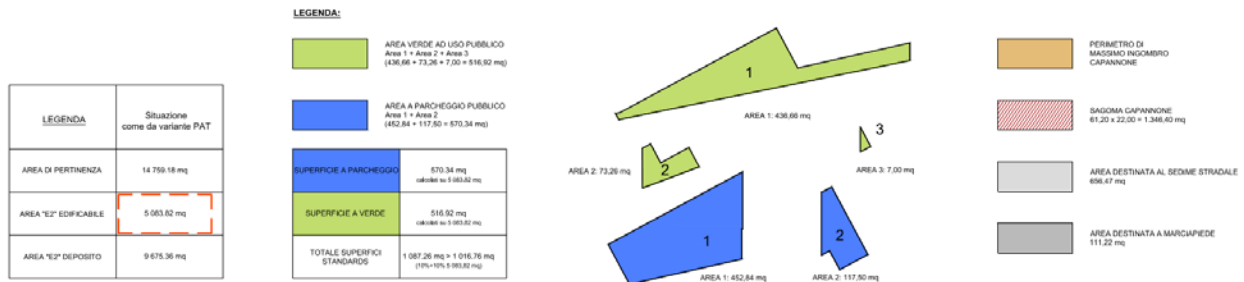 LEGENDA
Situazione
come da variante PAT
AREA DI PERTINENZA
14 759.18 mq
AREA "E2" EDIFICABILE
5 083.82 mq
AREA "E2" DEPOSITO
9 675.36 mq
LEGENDA:
AREA VERDE AD USO PUBBLICO
Area 1 + Area 2 + Area 3
(436,66 + 73,26 + 7,00 = 516,92 mq)
AREA A PARCHEGGIO PUBBLICO
Area 1 + Area 2
(452,84 + 117,50 = 570,34 mq)
SUPERFICIE A PARCHEGGIO
570.34 mq
calcolati su 5 083.82 mq
SUPERFICIE A VERDE
516.92 mq
calcolati su 5 083.82 mq
TOTALE SUPERFICI
STANDARDS
1 087.26 mq > 1 016.76 mq
(10%+10% 5 083,82 mq)
1
AREA 1: 436,66 mq
2
AREA 2: 73,26 mq
3
AREA 3: 7,00 mq
1
AREA 1: 452,84 mq
2
AREA 2: 117,50 mq
PERIMETRO DI
MASSIMO INGOMBRO
CAPANNONE
SAGOMA CAPANNONE
61,20 x 22,00 = 1.346,40 mq
AREA DESTINATA AL SEDIME STRADALE
656,47 mq
AREA DESTINATA A MARCIAPIEDE
111,22 mq